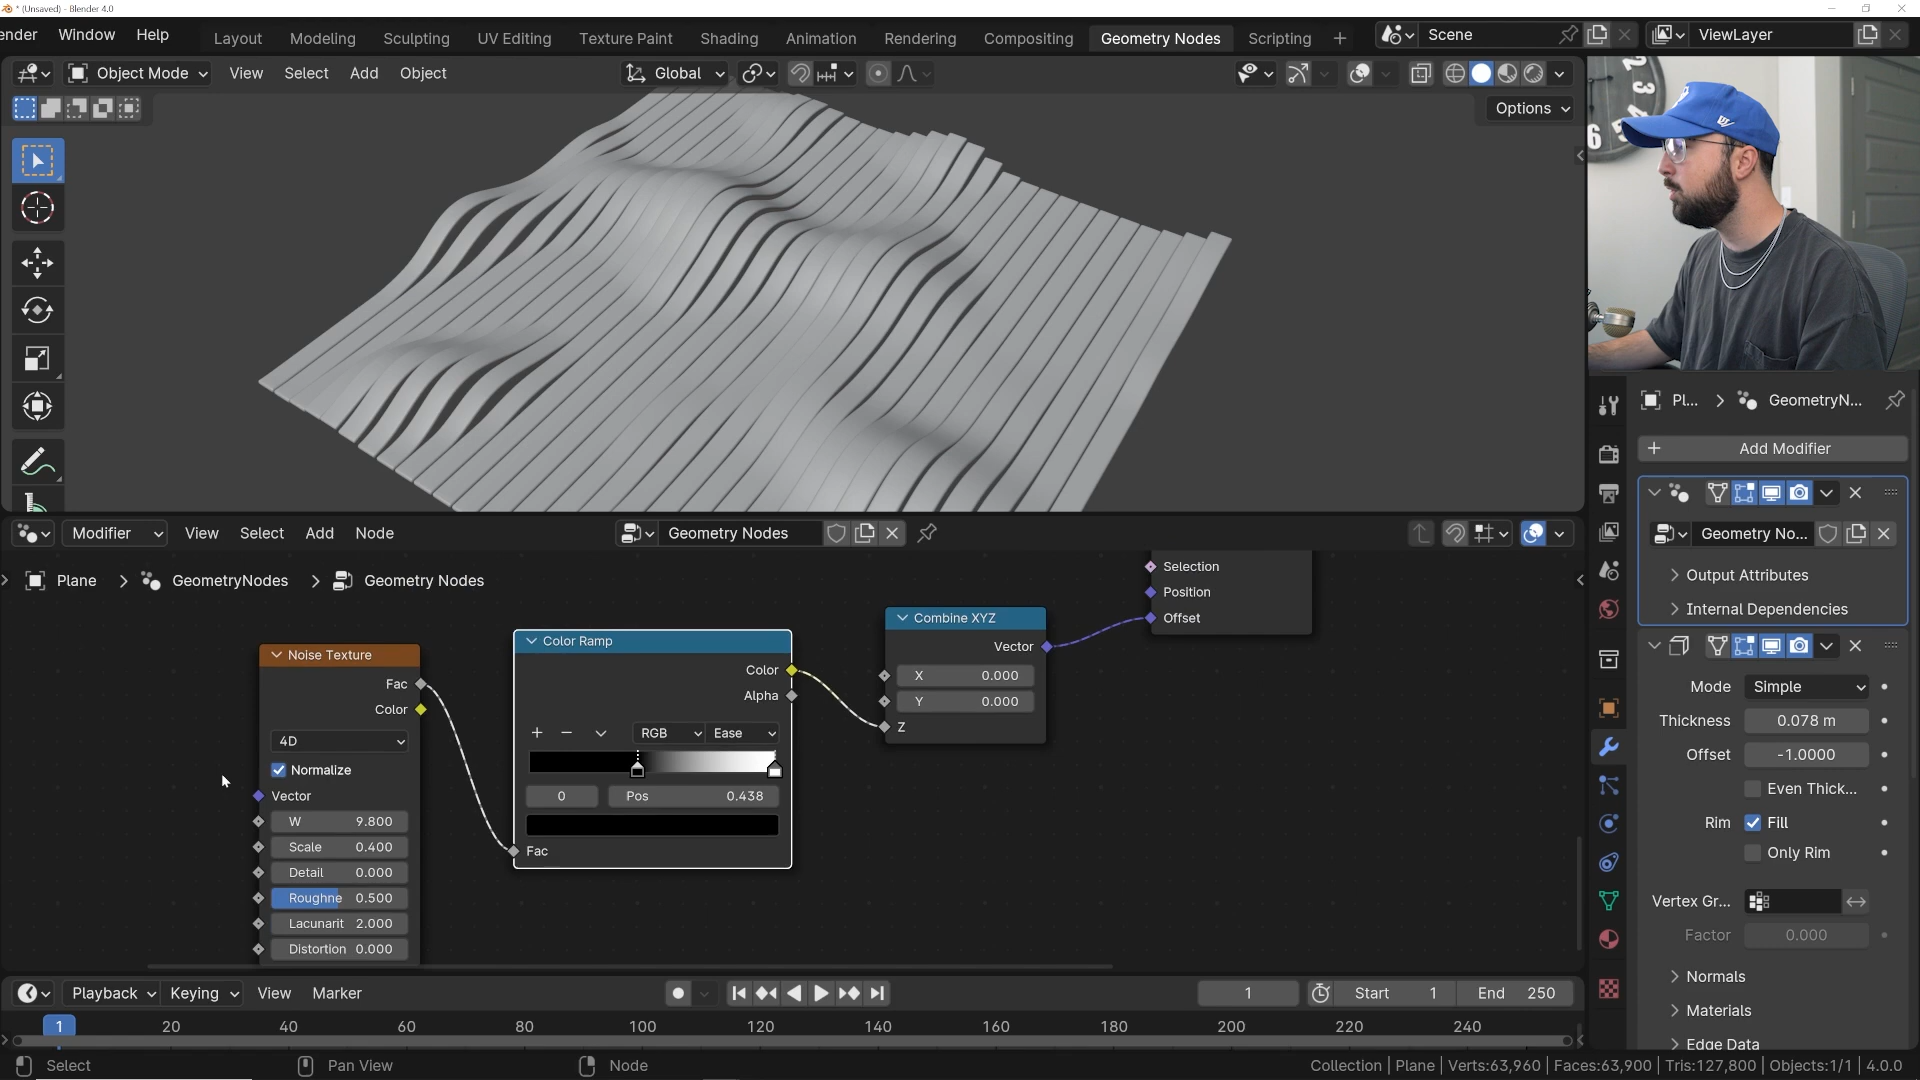 * (Unsaved) - Blender 4.0
ender Window Help Layout Modeling Sculpting UV Editing Texture Paint Shading Animation Rendering Compositing Geometry Nodes Scripting + Scene ViewLayer
Object Mode View Select Add Object Global
Options
Pl... > GeometryN...
+ Add Modifier
Modifier View Select Add Node Geometry Nodes
Geometry No...
Plane > GeometryNodes > Geometry Nodes
Output Attributes
Internal Dependencies
Selection
Position
Offset
Combine XYZ
Vector
X 0.000
Y 0.000
Z
Color Ramp
Color
Alpha
RGB Ease
0 Pos 0.438
Fac
Noise Texture
Fac
Color
4D
Normalize
Vector
W 9.800
Scale 0.400
Detail 0.000
Roughne 0.500
Lacunarit 2.000
Distortion 0.000
Mode Simple
Thickness 0.078 m
Offset -1.0000
Even Thick...
Rim Fill
Only Rim
Vertex Gr...
Factor 0.000
Normals
Materials
Edge Data
Playback Keying View Marker 1 Start 1 End 250
1 20 40 60 80 100 120 140 160 180 200 220 240
Select Pan View Node Collection | Plane | Verts:63,960 | Faces:63,900 | Tris:127,800 | Objects:1/1 | 4.0.0